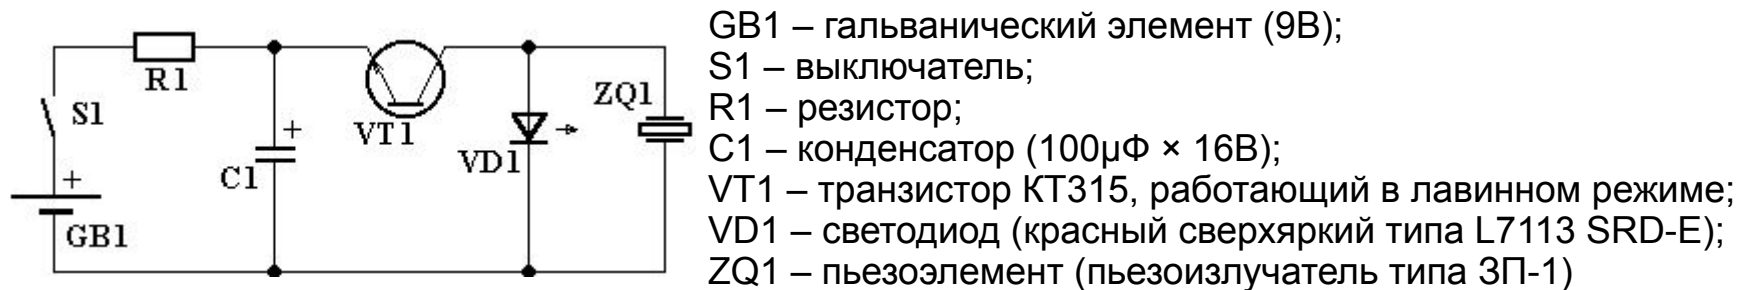 R1
S1
+
GB1
C1
+
VT1
VD1
ZQ1
GB1 – гальванический элемент (9В);
S1 – выключатель;
R1 – резистор;
C1 – конденсатор (100μФ × 16В);
VT1 – транзистор КТ315, работающий в лавинном режиме;
VD1 – светодиод (красный сверхяркий типа L7113 SRD-E);
ZQ1 – пьезоэлемент (пьезоизлучатель типа ЗП-1)